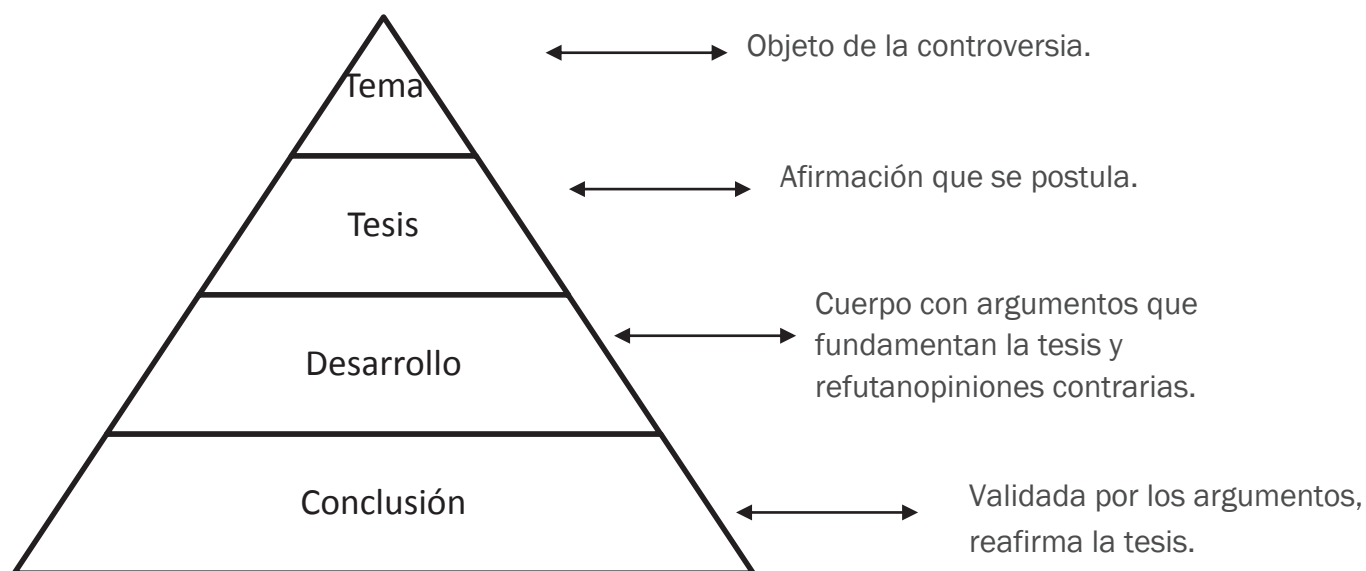 Tema
Objeto de la controversia.
Tesis
Afirmación que se postula.
Desarrollo
Cuerpo con argumentos que
fundamentan la tesis y
refutanopiniones contrarias.
Conclusión
Validada por los argumentos,
reafirma la tesis.